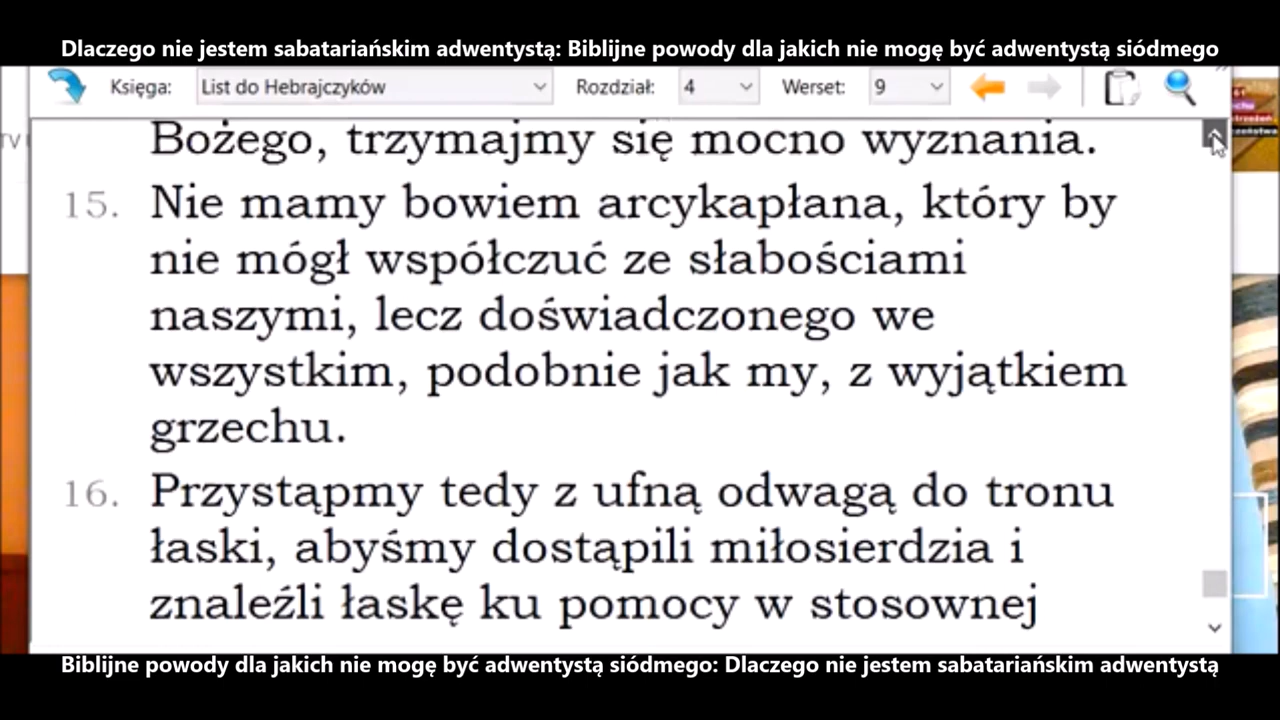 Dlaczego nie jestem sabatariańskim adwentystą: Biblijne powody dla jakich nie mogę być adwentystą siódmego
Księga: List do Hebrajczyków Rozdział: 4 Werset: 9
Bożego, trzymajmy się mocno wyznania.
15. Nie mamy bowiem arcykapłana, który by
nie mógł współczuć ze słabościami
naszymi, lecz doświadczonego we
wszystkim, podobnie jak my, z wyjątkiem
grzechu.
16. Przystąpmy tedy z ufną odwagą do tronu
łaski, abyśmy dostąpili miłosierdzia i
znaleźli łaskę ku pomocy w stosownej
Biblijne powody dla jakich nie mogę być adwentystą siódmego: Dlaczego nie jestem sabatariańskim adwentystą